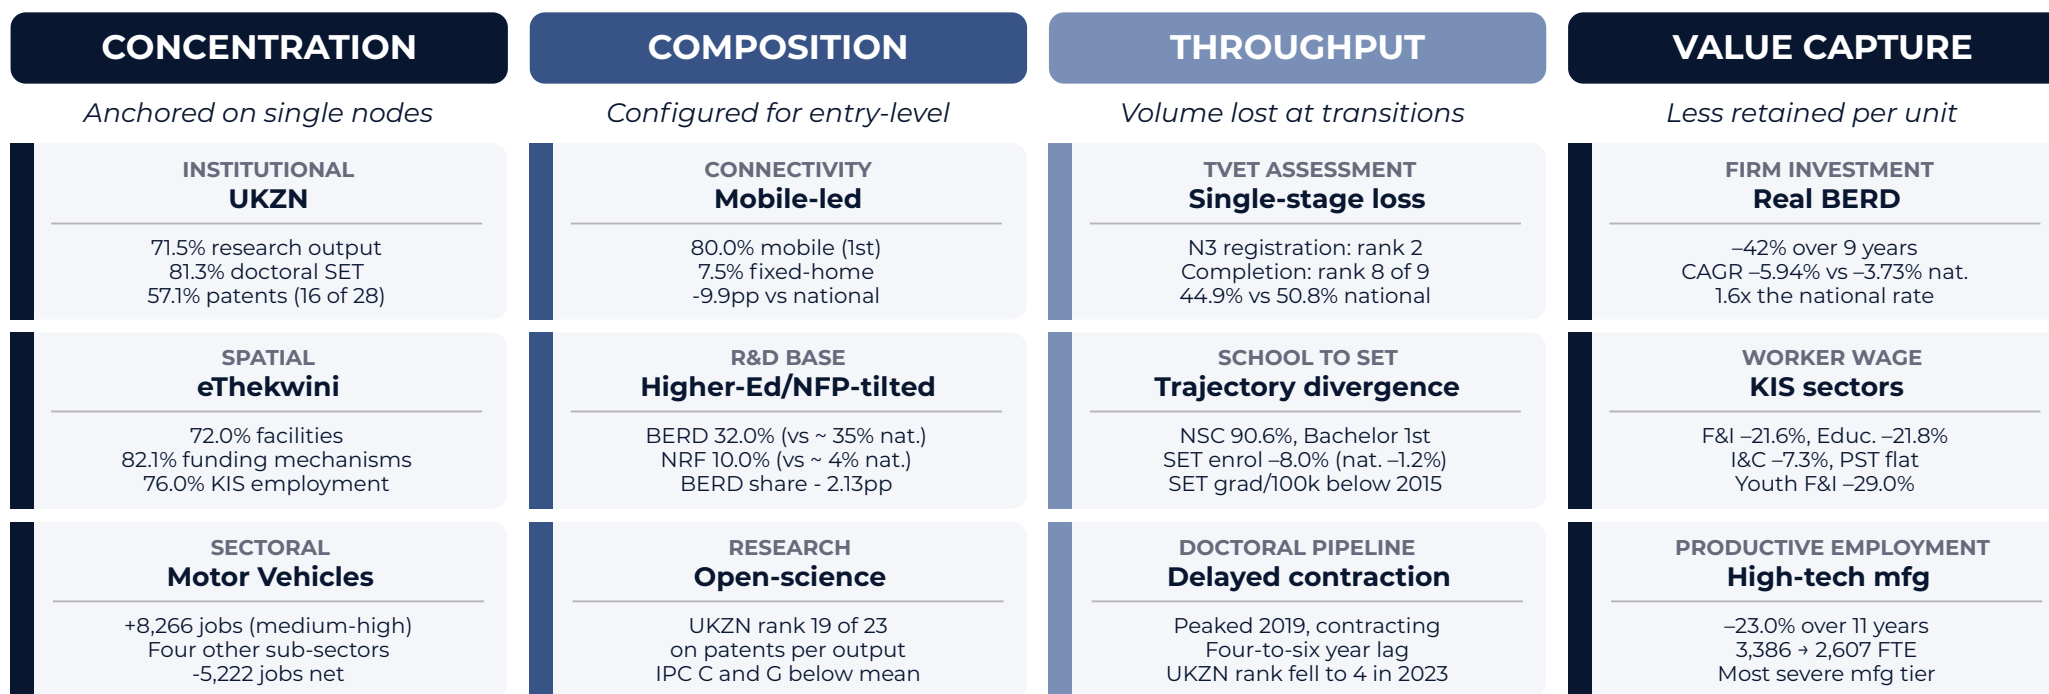 CONCENTRATION
Anchored on single nodes
INSTITUTIONAL
UKZN
71.5% research output
81.3% doctoral SET
57.1% patents (16 of 28)
SPATIAL
eThekwini
72.0% facilities
82.1% funding mechanisms
76.0% KIS employment
SECTORAL
Motor Vehicles
+8,266 jobs (medium-high)
Four other sub-sectors
-5,222 jobs net
COMPOSITION
Configured for entry-level
CONNECTIVITY
Mobile-led
80.0% mobile (1st)
7.5% fixed-home
-9.9pp vs national
R&D BASE
Higher-Ed/NFP-tilted
BERD 32.0% (vs ~ 35% nat.)
NRF 10.0% (vs ~ 4% nat.)
BERD share - 2.13pp
RESEARCH
Open-science
UKZN rank 19 of 23
on patents per output
IPC C and G below mean
THROUGHPUT
Volume lost at transitions
TVET ASSESSMENT
Single-stage loss
N3 registration: rank 2
Completion: rank 8 of 9
44.9% vs 50.8% national
SCHOOL TO SET
Trajectory divergence
NSC 90.6%, Bachelor 1st
SET enrol –8.0% (nat. –1.2%)
SET grad/100k below 2015
DOCTORAL PIPELINE
Delayed contraction
Peaked 2019, contracting
Four-to-six year lag
UKZN rank fell to 4 in 2023
VALUE CAPTURE
Less retained per unit
FIRM INVESTMENT
Real BERD
–42% over 9 years
CAGR –5.94% vs –3.73% nat.
1.6x the national rate
WORKER WAGE
KIS sectors
F&I –21.6%, Educ. –21.8%
I&C –7.3%, PST flat
Youth F&I –29.0%
PRODUCTIVE EMPLOYMENT
High-tech mfg
–23.0% over 11 years
3,386 → 2,607 FTE
Most severe mfg tier